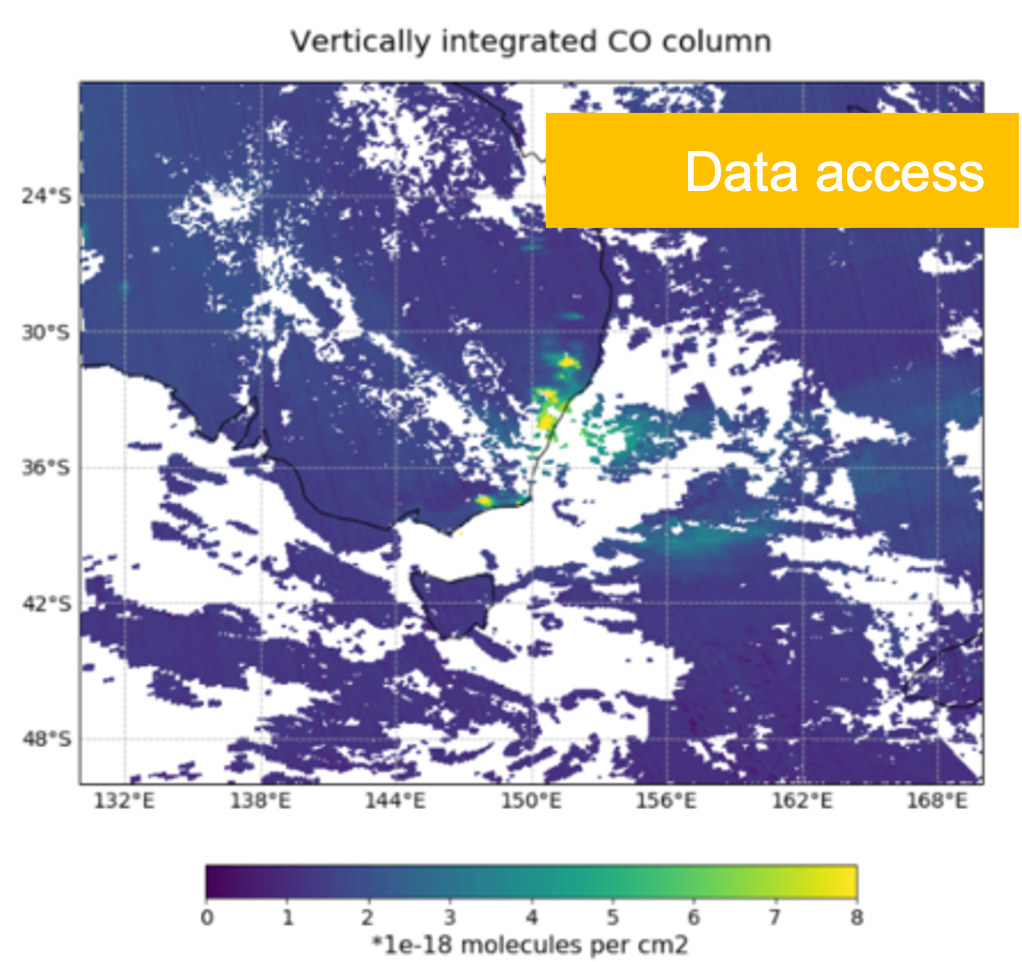 Vertically integrated CO column
Data access
24°S
30°S
36°S
42°S
48°S
132°E 138°E 144°E 150°E 156°E 162°E 168°E
0 1 2 3 4 5 6 7 8
*1e-18 molecules per cm2